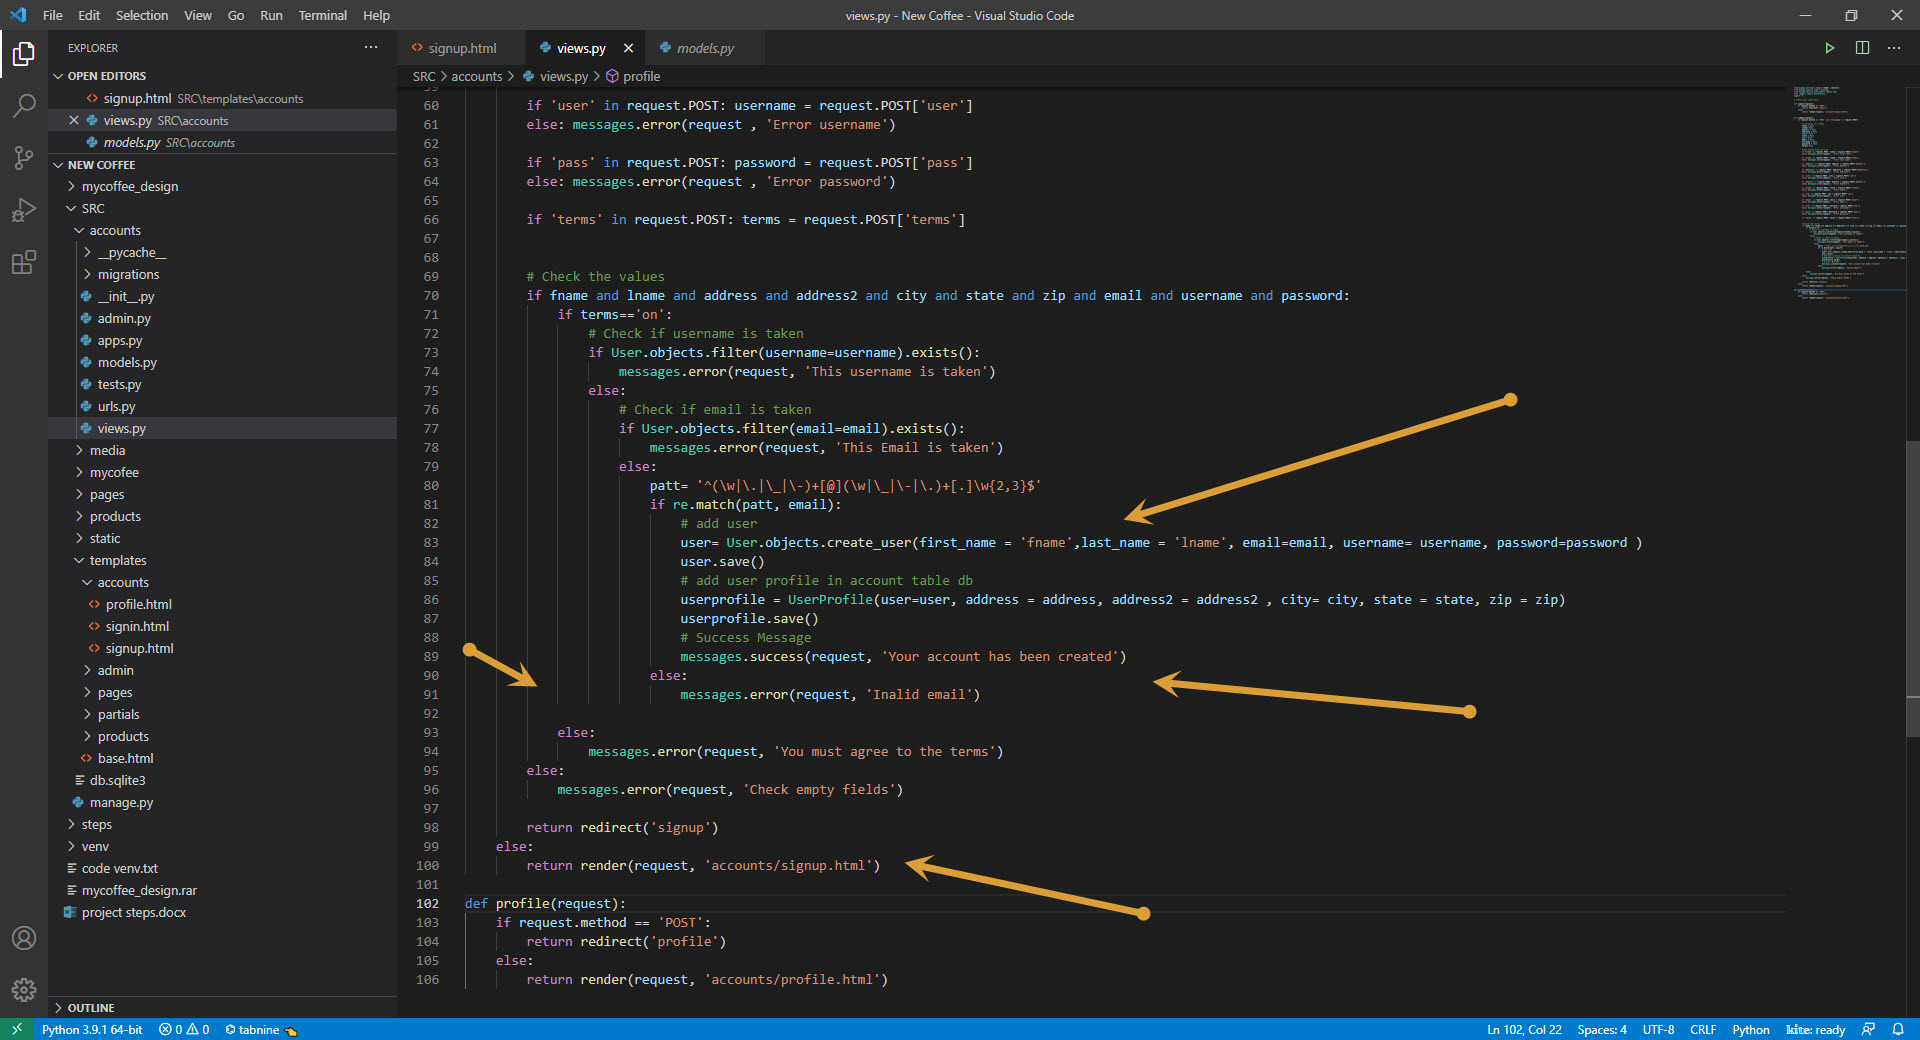 File Edit Selection View Go Run Terminal Help
views.py - New Coffee - Visual Studio Code
EXPLORER
OPEN EDITORS
signup.html SRC\templates\accounts
views.py SRC\accounts
models.py SRC\accounts
NEW COFFEE
mycoffee_design
SRC
accounts
__pycache__
migrations
__init__.py
admin.py
apps.py
models.py
tests.py
urls.py
views.py
media
mycofee
pages
products
static
templates
accounts
profile.html
signin.html
signup.html
admin
pages
partials
products
base.html
db.sqlite3
manage.py
steps
venv
code venv.txt
mycoffee_design.rar
project steps.docx
OUTLINE
signup.html views.py models.py
SRC > accounts > views.py > profile
59
60 if 'user' in request.POST: username = request.POST['user']
61 else: messages.error(request , 'Error username')
62
63 if 'pass' in request.POST: password = request.POST['pass']
64 else: messages.error(request , 'Error password')
65
66 if 'terms' in request.POST: terms = request.POST['terms']
67
68
69 # Check the values
70 if fname and lname and address and address2 and city and state and zip and email and username and password:
71 if terms=='on':
72 # Check if username is taken
73 if User.objects.filter(username=username).exists():
74 messages.error(request, 'This username is taken')
75 else:
76 # Check if email is taken
77 if User.objects.filter(email=email).exists():
78 messages.error(request, 'This Email is taken')
79 else:
80 patt= '^(\w|\.|\_|\-)+[@](\w|\_|\-|\.)+[.]\w{2,3}$'
81 if re.match(patt, email):
82 # add user
83 user= User.objects.create_user(first_name = 'fname',last_name = 'lname', email=email, username= username, password=password )
84 user.save()
85 # add user profile in account table db
86 userprofile = UserProfile(user=user, address = address, address2 = address2 , city= city, state = state, zip = zip)
87 userprofile.save()
88 # Success Message
89 messages.success(request, 'Your account has been created')
90 else:
91 messages.error(request, 'Inalid email')
92
93 else:
94 messages.error(request, 'You must agree to the terms')
95 else:
96 messages.error(request, 'Check empty fields')
97
98 return redirect('signup')
99 else:
100 return render(request, 'accounts/signup.html')
101
102 def profile(request):
103 if request.method == 'POST':
104 return redirect('profile')
105 else:
106 return render(request, 'accounts/profile.html')
Python 3.9.1 64-bit 0 0 tabnine
Ln 102, Col 22 Spaces: 4 UTF-8 CRLF Python kite: ready